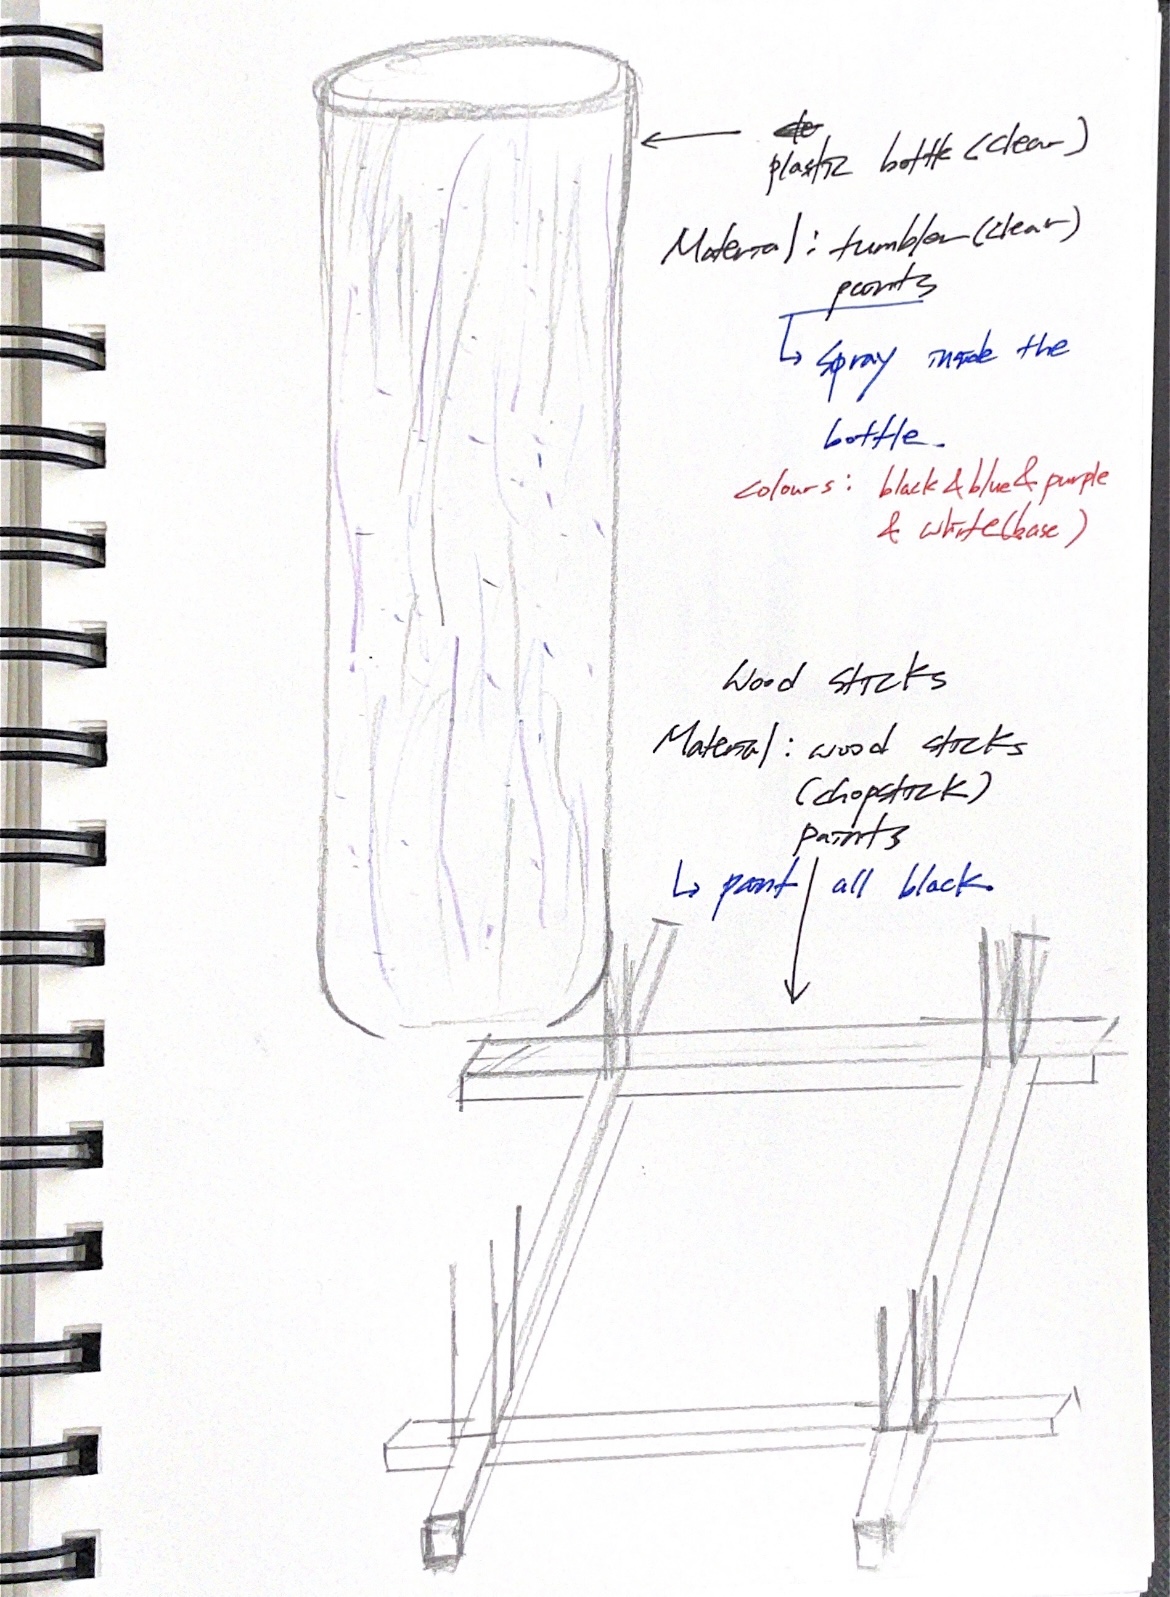 plastic bottle (clear)
Material : tumbler (clear)
paints
↳ spray inside the
bottle.
colours : black & blue & purple
& white (base)
Wood sticks
Material : wood sticks
(chopstick)
paints
↳ paint all black.